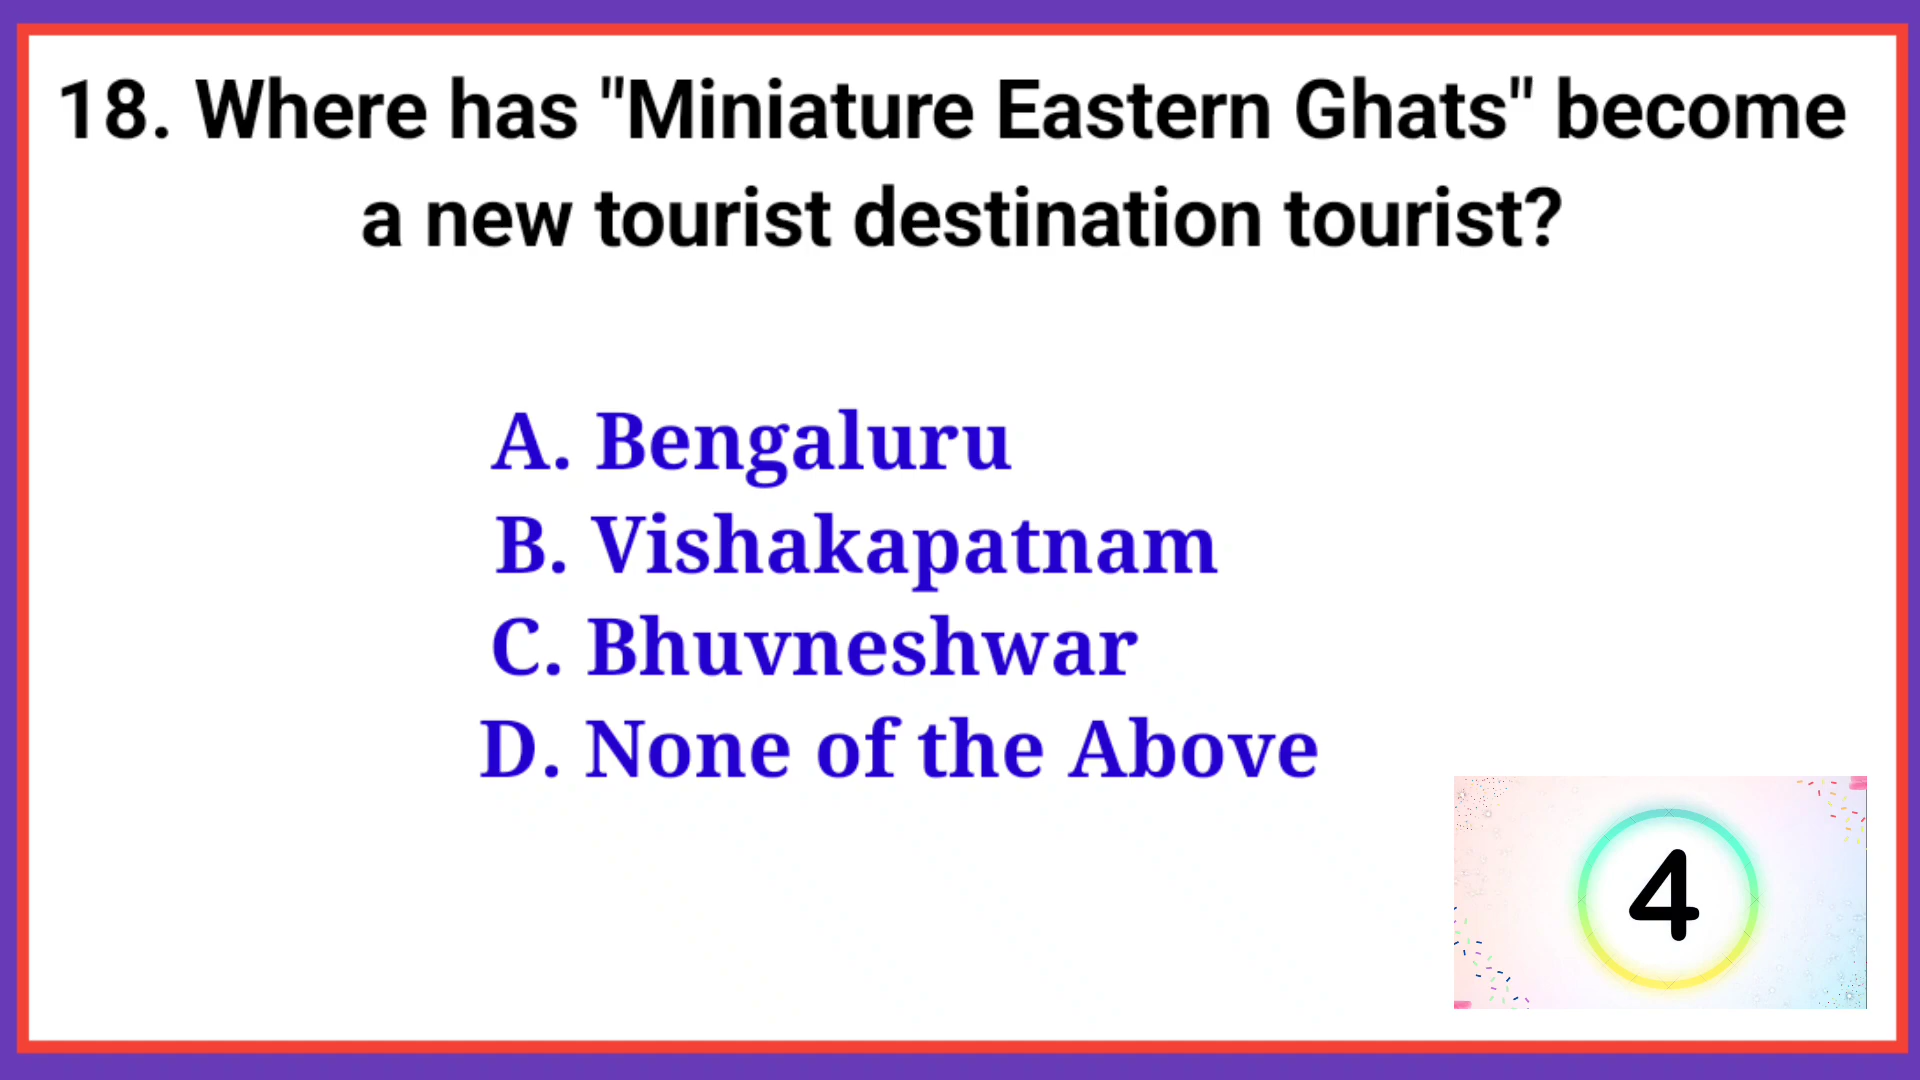 18. Where has "Miniature Eastern Ghats" become
a new tourist destination tourist?
A. Bengaluru
B. Vishakapatnam
C. Bhuvneshwar
D. None of the Above
4